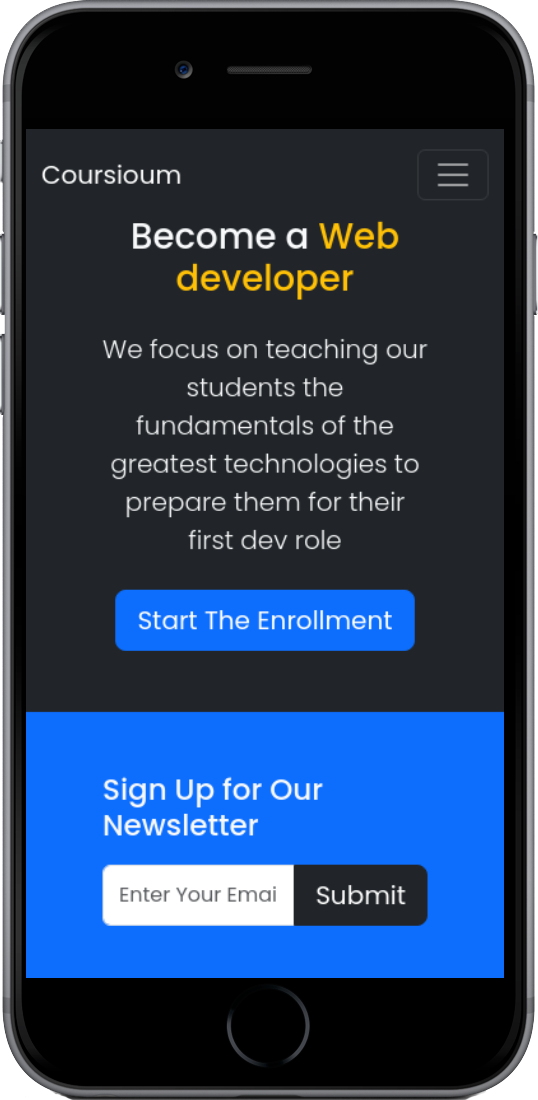 Coursioum
Become a Web
developer
We focus on teaching our
students the
fundamentals of the
greatest technologies to
prepare them for their
first dev role
Start The Enrollment
Sign Up for Our
Newsletter
Enter Your Emai
Submit